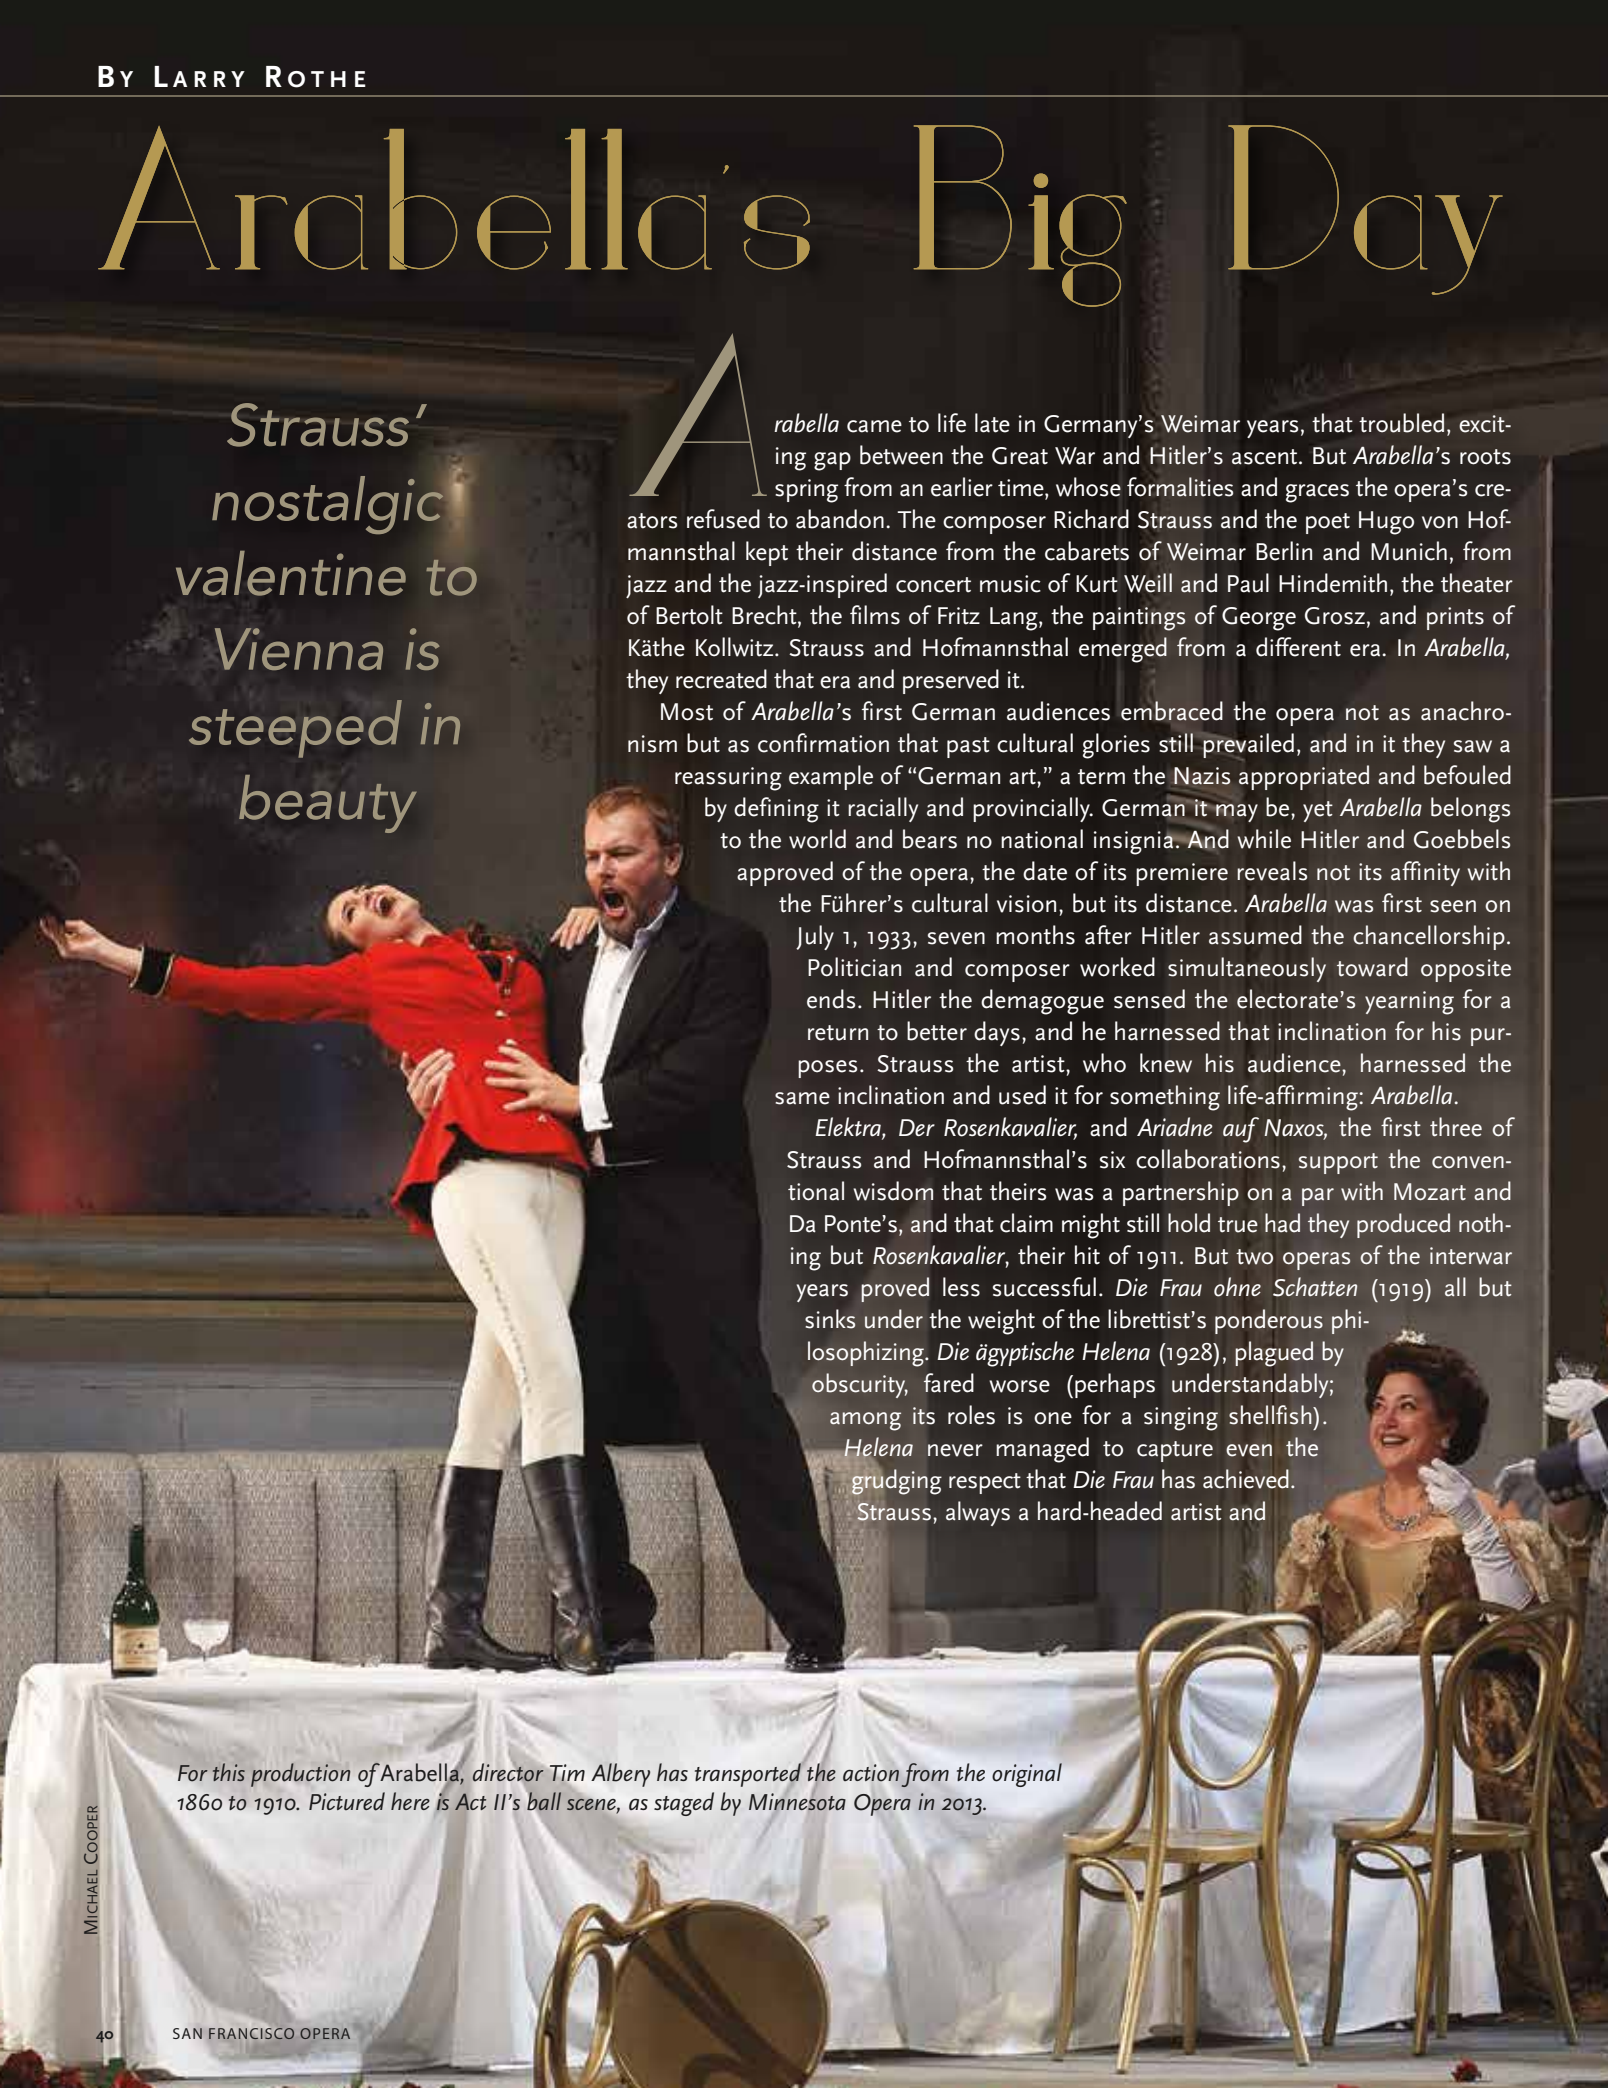 By Larry Rothe
Arabella's Big Day
Strauss'
nostalgic
valentine to
Vienna is
steeped in
beauty
Arabella came to life late in Germany's Weimar years, that troubled, excit-
ing gap between the Great War and Hitler's ascent. But Arabella's roots
spring from an earlier time, whose formalities and graces the opera's cre-
ators refused to abandon. The composer Richard Strauss and the poet Hugo von Hof-
mannsthal kept their distance from the cabarets of Weimar Berlin and Munich, from
jazz and the jazz-inspired concert music of Kurt Weill and Paul Hindemith, the theater
of Bertolt Brecht, the films of Fritz Lang, the paintings of George Grosz, and prints of
Käthe Kollwitz. Strauss and Hofmannsthal emerged from a different era. In Arabella,
they recreated that era and preserved it.
Most of Arabella's first German audiences embraced the opera not as anachro-
nism but as confirmation that past cultural glories still prevailed, and in it they saw a
reassuring example of “German art,” a term the Nazis appropriated and befouled
by defining it racially and provincially. German it may be, yet Arabella belongs
to the world and bears no national insignia. And while Hitler and Goebbels
approved of the opera, the date of its premiere reveals not its affinity with
the Führer's cultural vision, but its distance. Arabella was first seen on
July 1, 1933, seven months after Hitler assumed the chancellorship.
Politician and composer worked simultaneously toward opposite
ends. Hitler the demagogue sensed the electorate's yearning for a
return to better days, and he harnessed that inclination for his pur-
poses. Strauss the artist, who knew his audience, harnessed the
same inclination and used it for something life-affirming: Arabella.
Elektra, Der Rosenkavalier, and Ariadne auf Naxos, the first three of
Strauss and Hofmannsthal's six collaborations, support the conven-
tional wisdom that theirs was a partnership on a par with Mozart and
Da Ponte's, and that claim might still hold true had they produced noth-
ing but Rosenkavalier, their hit of 1911. But two operas of the interwar
years proved less successful. Die Frau ohne Schatten (1919) all but
sinks under the weight of the librettist's ponderous phi-
losophizing. Die ägyptische Helena (1928), plagued by
obscurity, fared worse (perhaps understandably;
among its roles is one for a singing shellfish).
Helena never managed to capture even the
grudging respect that Die Frau has achieved.
Strauss, always a hard-headed artist and
For this production of Arabella, director Tim Albery has transported the action from the original
1860 to 1910. Pictured here is Act II's ball scene, as staged by Minnesota Opera in 2013.
Michael Cooper
40 SAN FRANCISCO OPERA